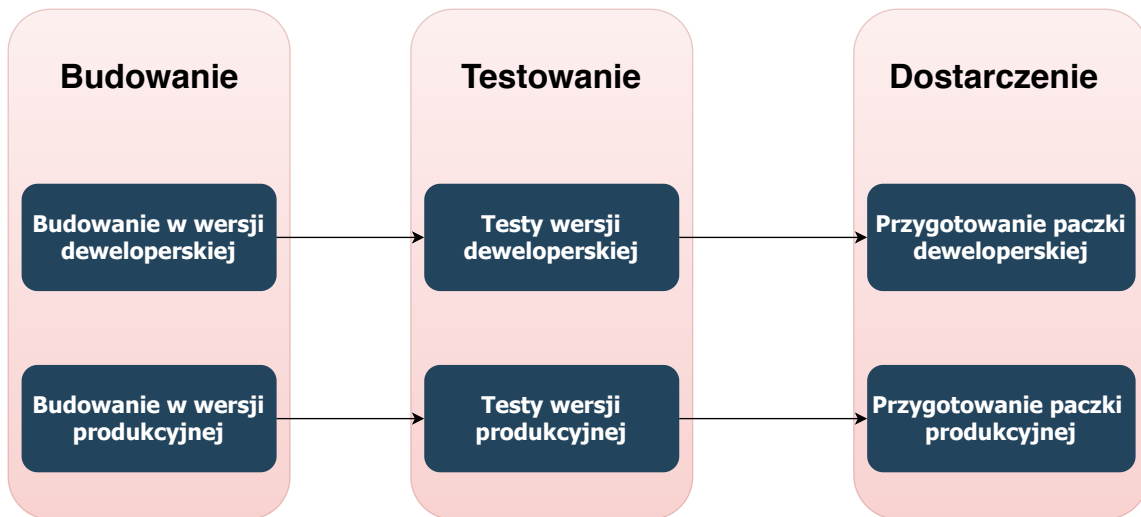 Budowanie
Testowanie
Dostarczenie
Budowanie w wersji
deweloperskiej
Testy wersji
deweloperskiej
Przygotowanie paczki
deweloperskiej
Budowanie w wersji
produkcyjnej
Testy wersji
produkcyjnej
Przygotowanie paczki
produkcyjnej